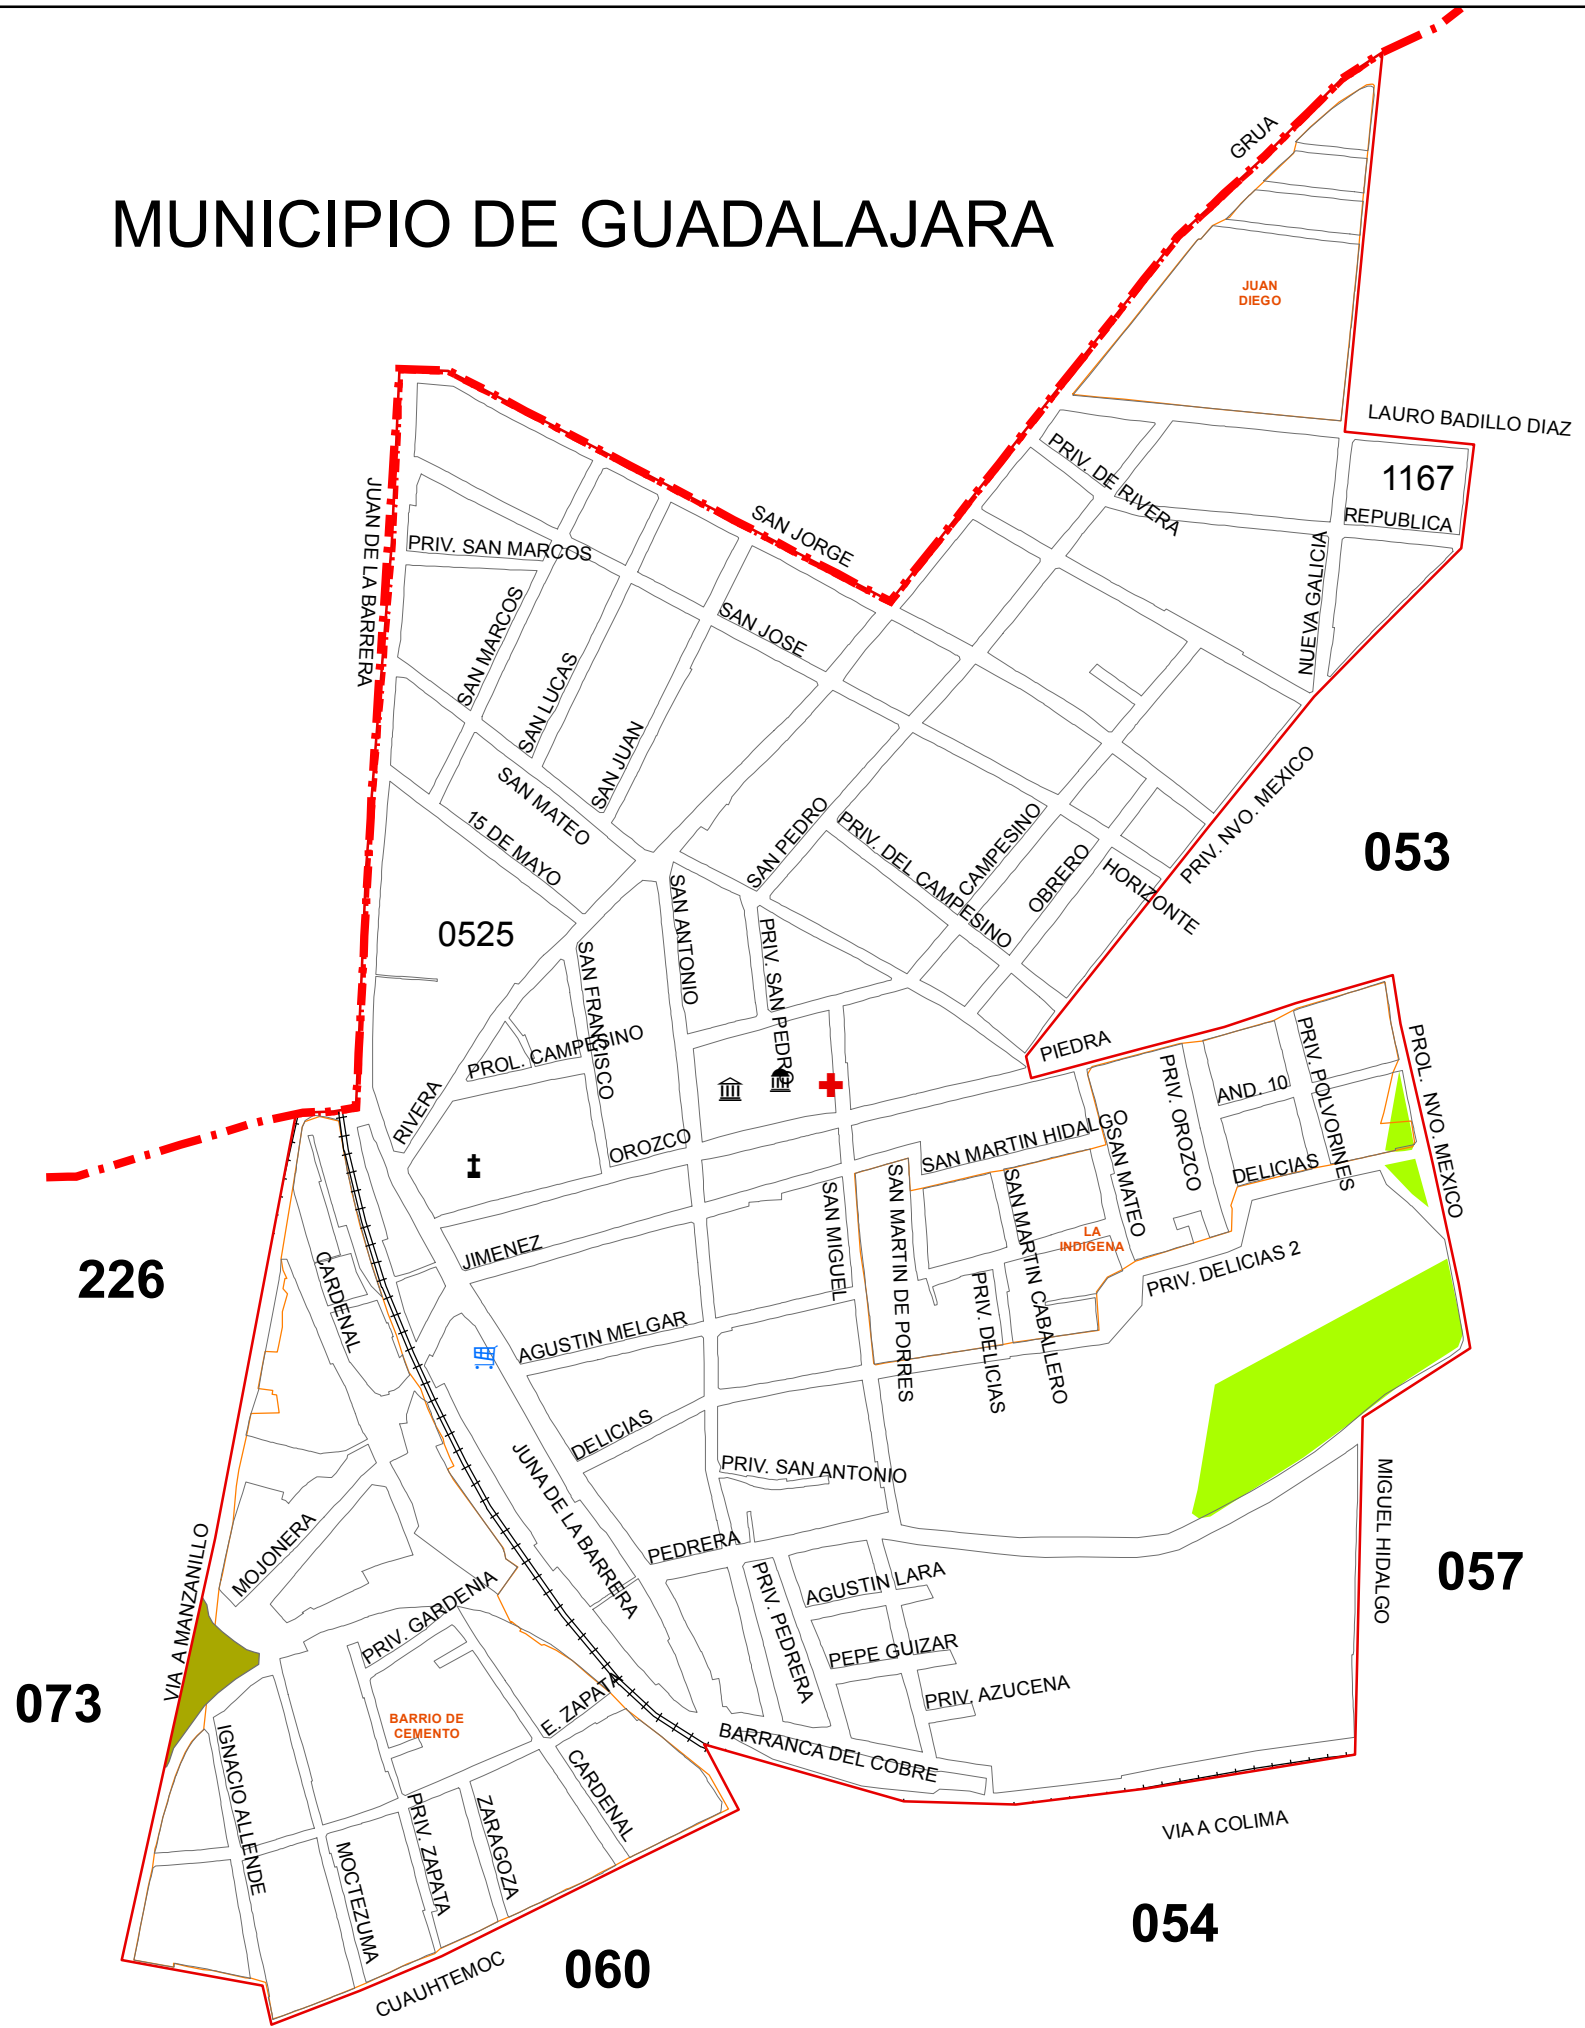 GRUA
MUNICIPIO DE GUADALAJARA
JUAN
DIEGO
LAURO BADILLO DIAZ
1167
REPUBLICA
PRIV. DE RIVERA
NUEVA GALICIA
SAN JORGE
JUAN DE LA BARRERA
PRIV. SAN MARCOS
SAN MARCOS
SAN JOSE
SAN LUCAS
SAN JUAN
SAN MATEO
15 DE MAYO
SAN PEDRO
PRIV. DEL CAMPESINO
CAMPESINO
OBRERO
HORIZONTE
PRIV. NVO. MEXICO
053
0525
SAN ANTONIO
PRIV. SAN PEDRO
SAN FRANCISCO
PROL. CAMPESINO
RIVERA
OROZCO
PIEDRA
PRIV. OROZCO
AND. 10
PRIV. POLVORINES
PROL. NVO. MEXICO
DELICIAS
SAN MARTIN HIDALGO
SAN MATEO
SAN MIGUEL
SAN MARTIN DE PORRES
SAN MARTIN CABALLERO
LA
INDIGENA
PRIV. DELICIAS 2
PRIV. DELICIAS
JIMENEZ
226
CARDENAL
AGUSTIN MELGAR
DELICIAS
PRIV. SAN ANTONIO
JUNA DE LA BARRERA
PEDRERA
MIGUEL HIDALGO
057
VIA A MANZANILLO
MOJONERA
PRIV. GARDENIA
AGUSTIN LARA
PRIV. PEDRERA
PEPE GUIZAR
PRIV. AZUCENA
073
BARRIO DE
CEMENTO
E. ZAPATA
BARRANCA DEL COBRE
IGNACIO ALLENDE
CARDENAL
ZARAGOZA
PRIV. ZAPATA
MOCTEZUMA
VIA A COLIMA
054
060
CUAUHTEMOC